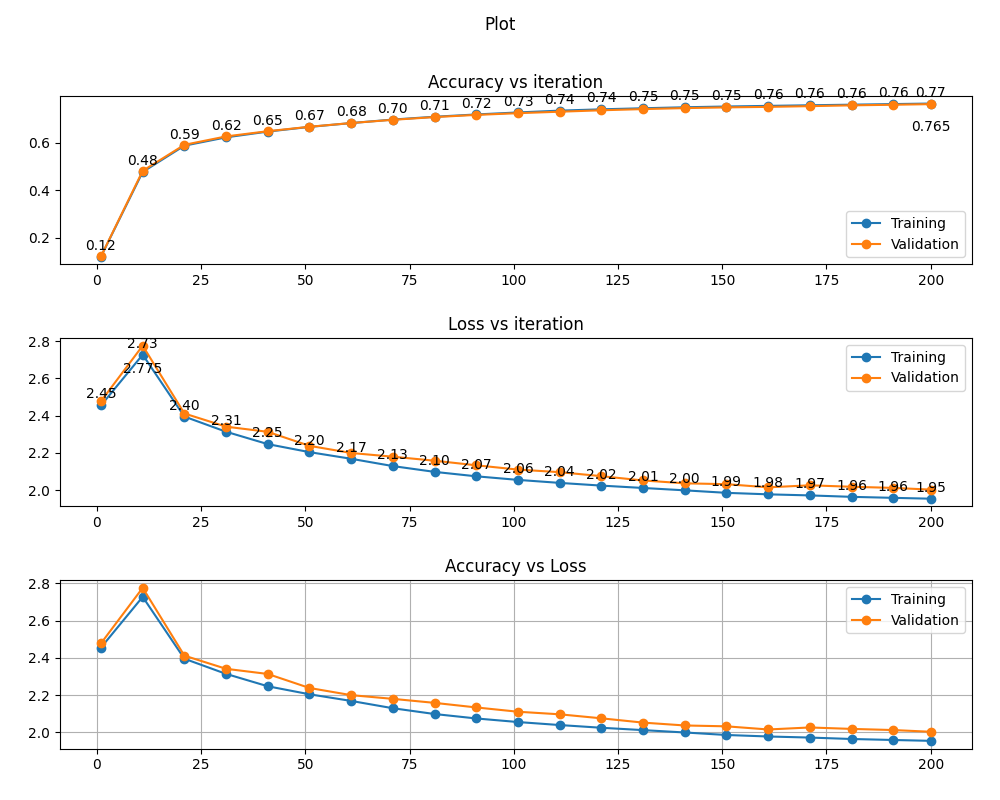 Plot
Accuracy vs iteration
0.12 0.48 0.59 0.62 0.65 0.67 0.68 0.70 0.71 0.72 0.73 0.74 0.74 0.75 0.75 0.75 0.76 0.76 0.76 0.76 0.77
0.765
0.6
0.4
0.2
Training
Validation
0 25 50 75 100 125 150 175 200
Loss vs iteration
2.8
2.6
2.4
2.2
2.0
2.45 2.73 2.40 2.31 2.25 2.20 2.17 2.13 2.10 2.07 2.06 2.04 2.02 2.01 2.00 1.99 1.98 1.97 1.96 1.96 1.95
2.775
Training
Validation
0 25 50 75 100 125 150 175 200
Accuracy vs Loss
2.8
2.6
2.4
2.2
2.0
Training
Validation
0 25 50 75 100 125 150 175 200